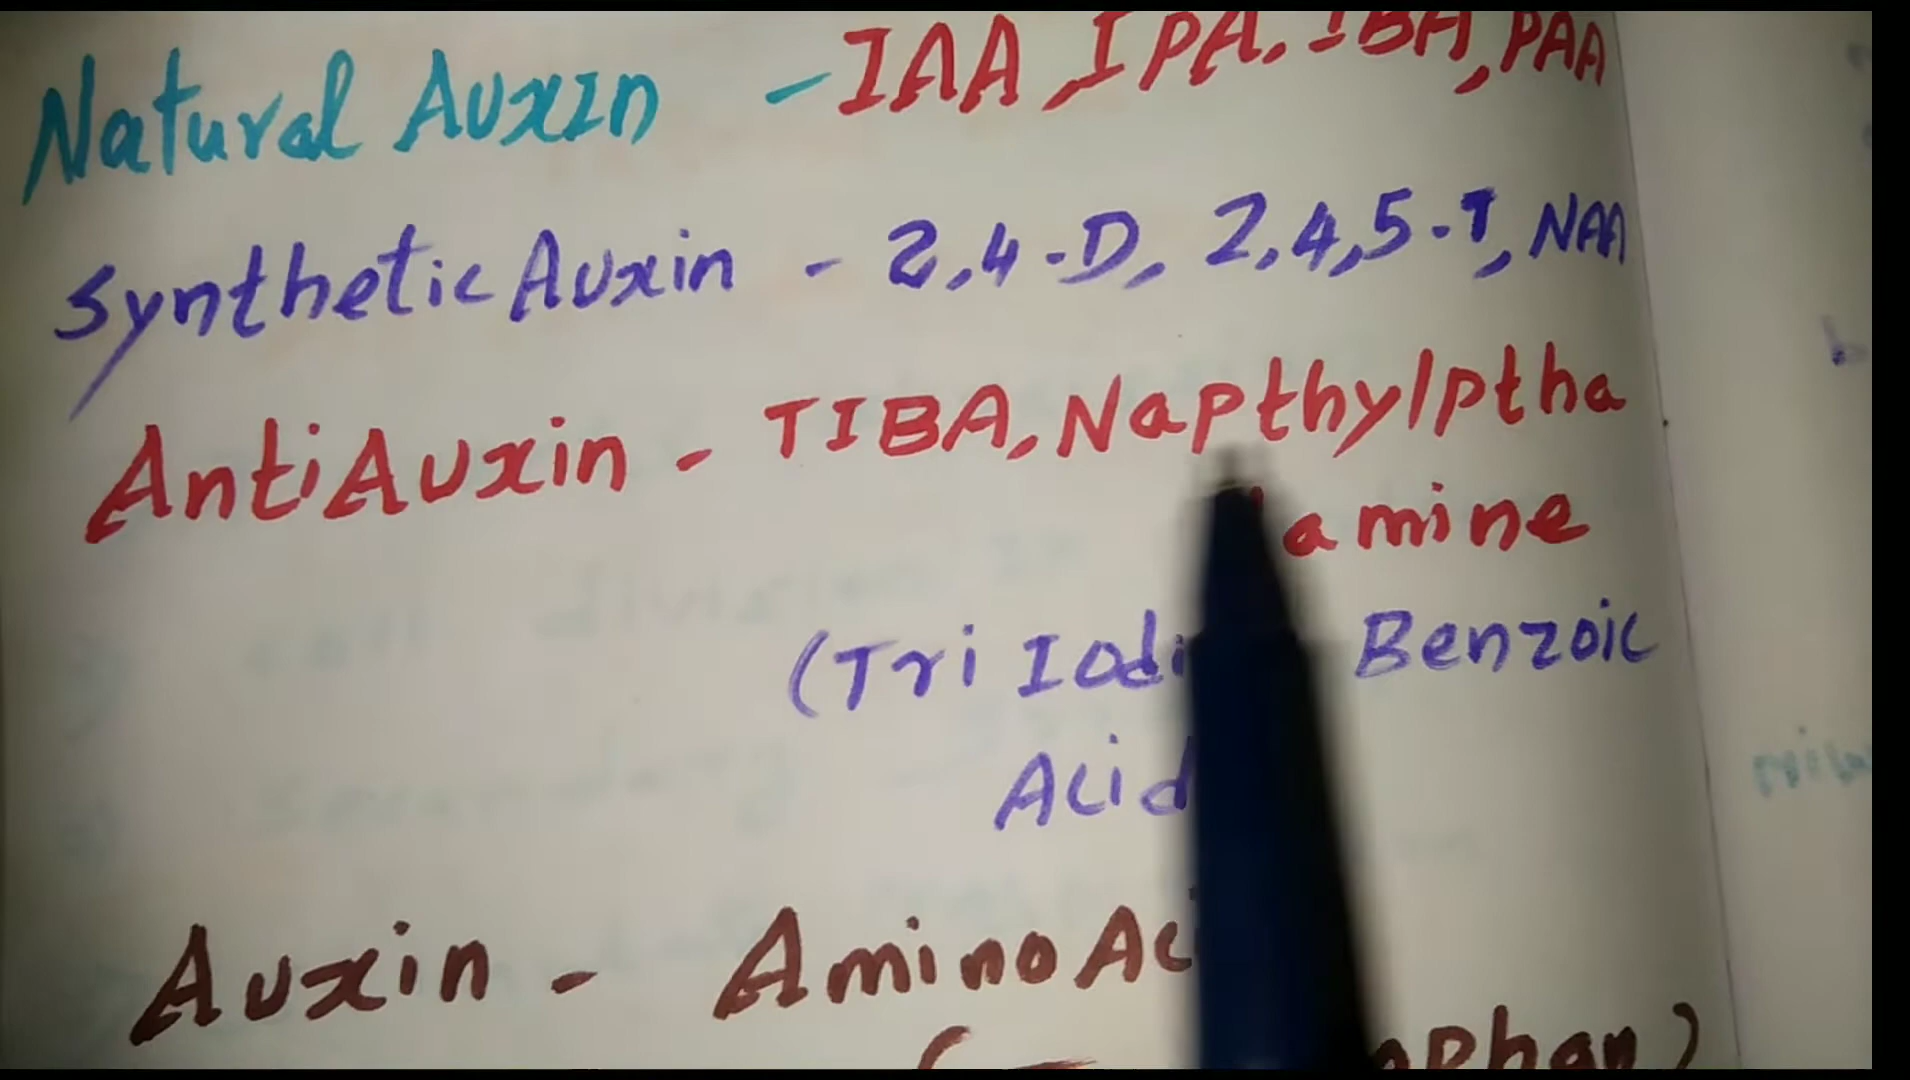 Natural Auxin - IAA, IPA, IBA, PAA
Synthetic Auxin - 2,4-D, 2,4,5-T, NAA
AntiAuxin - TIBA, Napthylptha
amine
(Tri Iodi Benzoic
Acid
Auxin - Amino Aci
(